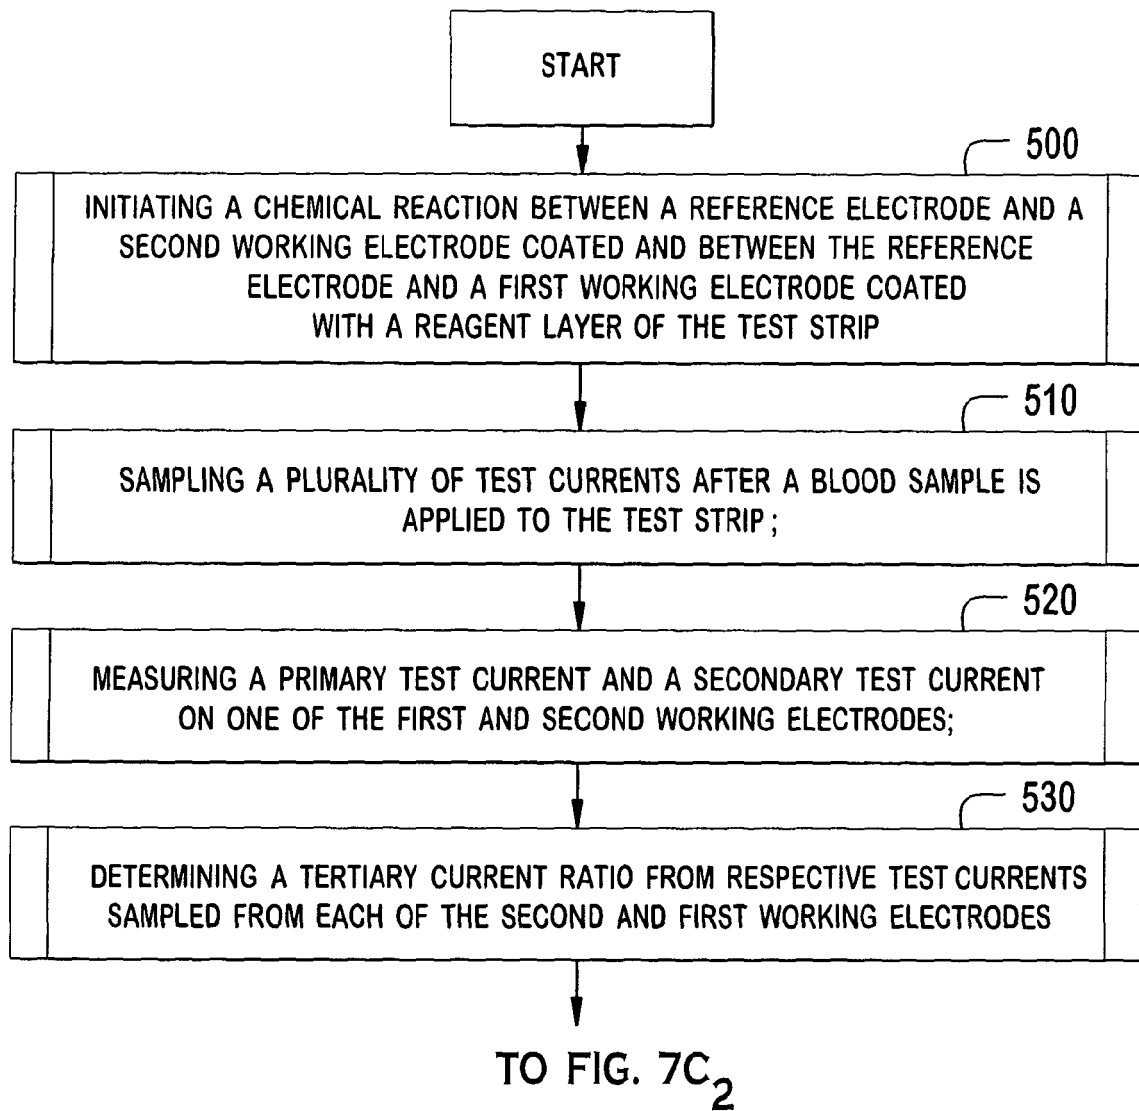 START
500
INITIATING A CHEMICAL REACTION BETWEEN A REFERENCE ELECTRODE AND A
SECOND WORKING ELECTRODE COATED AND BETWEEN THE REFERENCE
ELECTRODE AND A FIRST WORKING ELECTRODE COATED
WITH A REAGENT LAYER OF THE TEST STRIP
510
SAMPLING A PLURALITY OF TEST CURRENTS AFTER A BLOOD SAMPLE IS
APPLIED TO THE TEST STRIP;
520
MEASURING A PRIMARY TEST CURRENT AND A SECONDARY TEST CURRENT
ON ONE OF THE FIRST AND SECOND WORKING ELECTRODES;
530
DETERMINING A TERTIARY CURRENT RATIO FROM RESPECTIVE TEST CURRENTS
SAMPLED FROM EACH OF THE SECOND AND FIRST WORKING ELECTRODES
TO FIG. 7C2